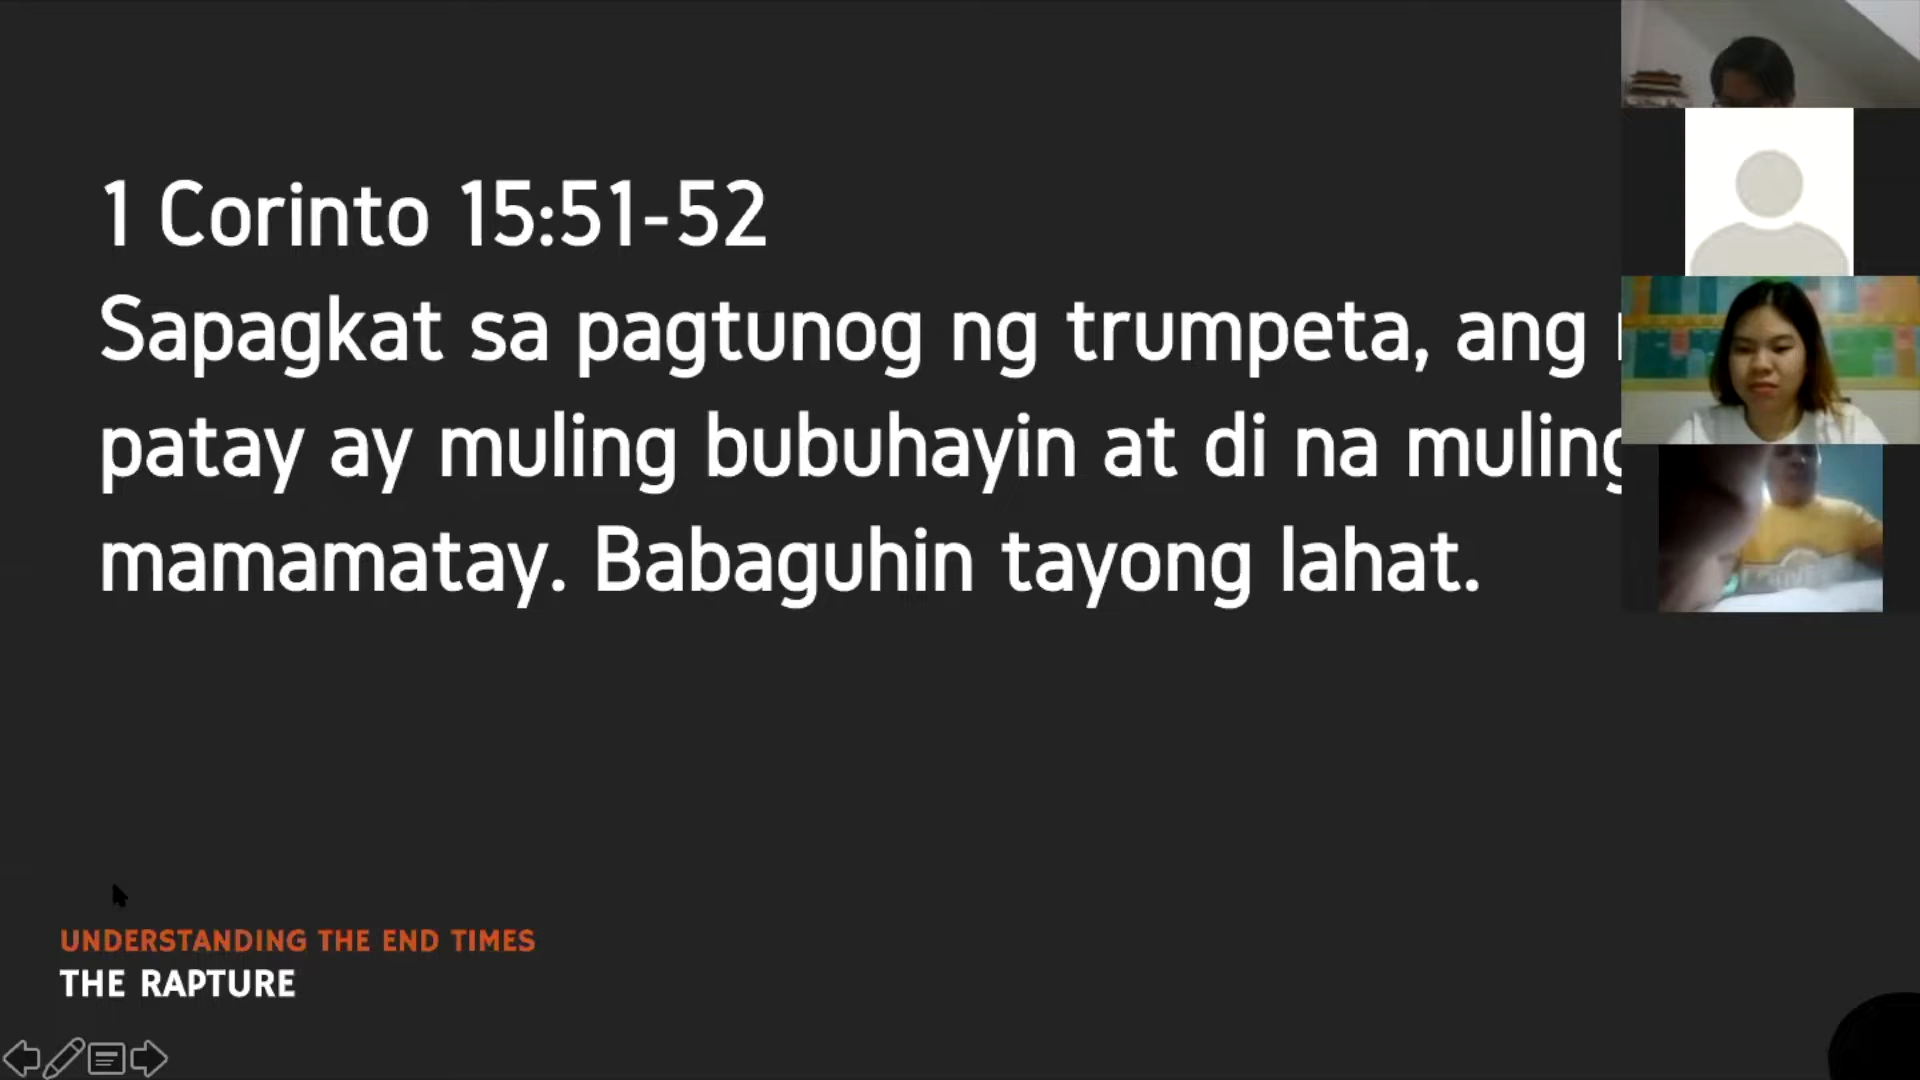 1 Corinto 15:51-52
Sapagkat sa pagtunog ng trumpeta, ang
patay ay muling bubuhayin at di na muling
mamamatay. Babaguhin tayong lahat.
UNDERSTANDING THE END TIMES
THE RAPTURE